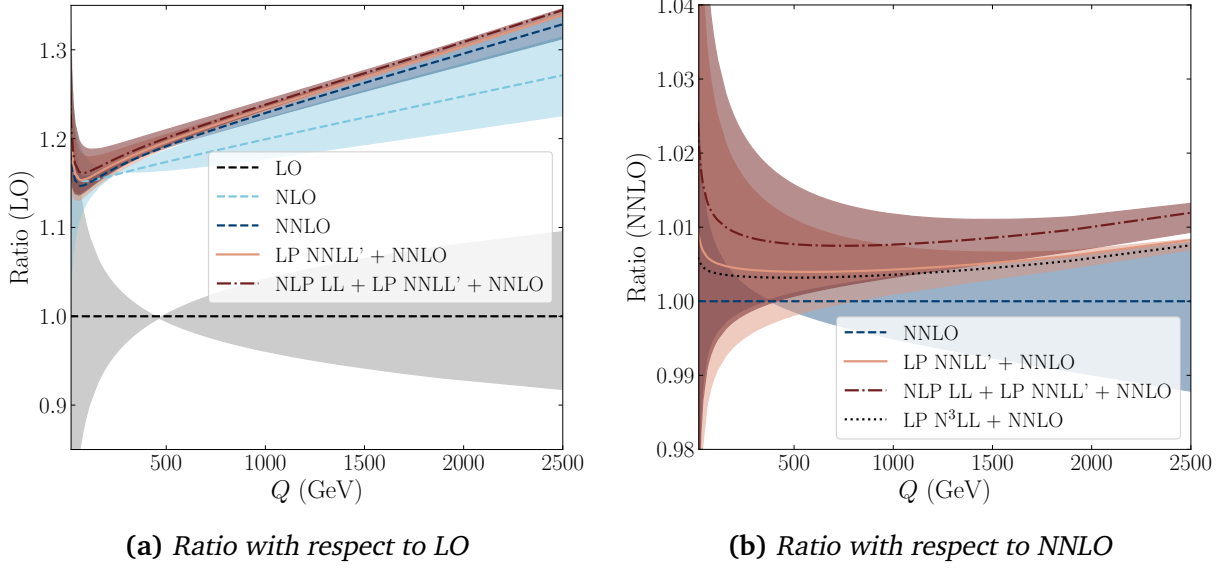 Ratio (LO)
1.3
1.2
1.1
1.0
0.9
LO
NLO
NNLO
LP NNLL' + NNLO
NLP LL + LP NNLL' + NNLO
500
1000
1500
2000
2500
Q (GeV)
(a) Ratio with respect to LO
Ratio (NNLO)
1.04
1.03
1.02
1.01
1.00
0.99
0.98
NNLO
LP NNLL' + NNLO
NLP LL + LP NNLL' + NNLO
LP N³LL + NNLO
500
1000
1500
2000
2500
Q (GeV)
(b) Ratio with respect to NNLO